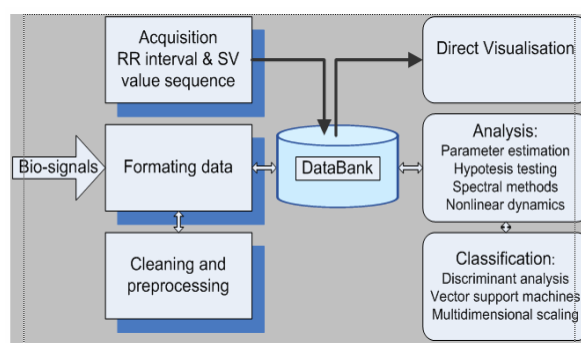 Acquisition
RR interval & SV
value sequence
Direct Visualisation
Bio-signals
Formating data
DataBank
Analysis:
Parameter estimation
Hypotesis testing
Spectral methods
Nonlinear dynamics
Cleaning and
preprocessing
Classification:
Discriminant analysis
Vector support machines
Multidimensional scaling